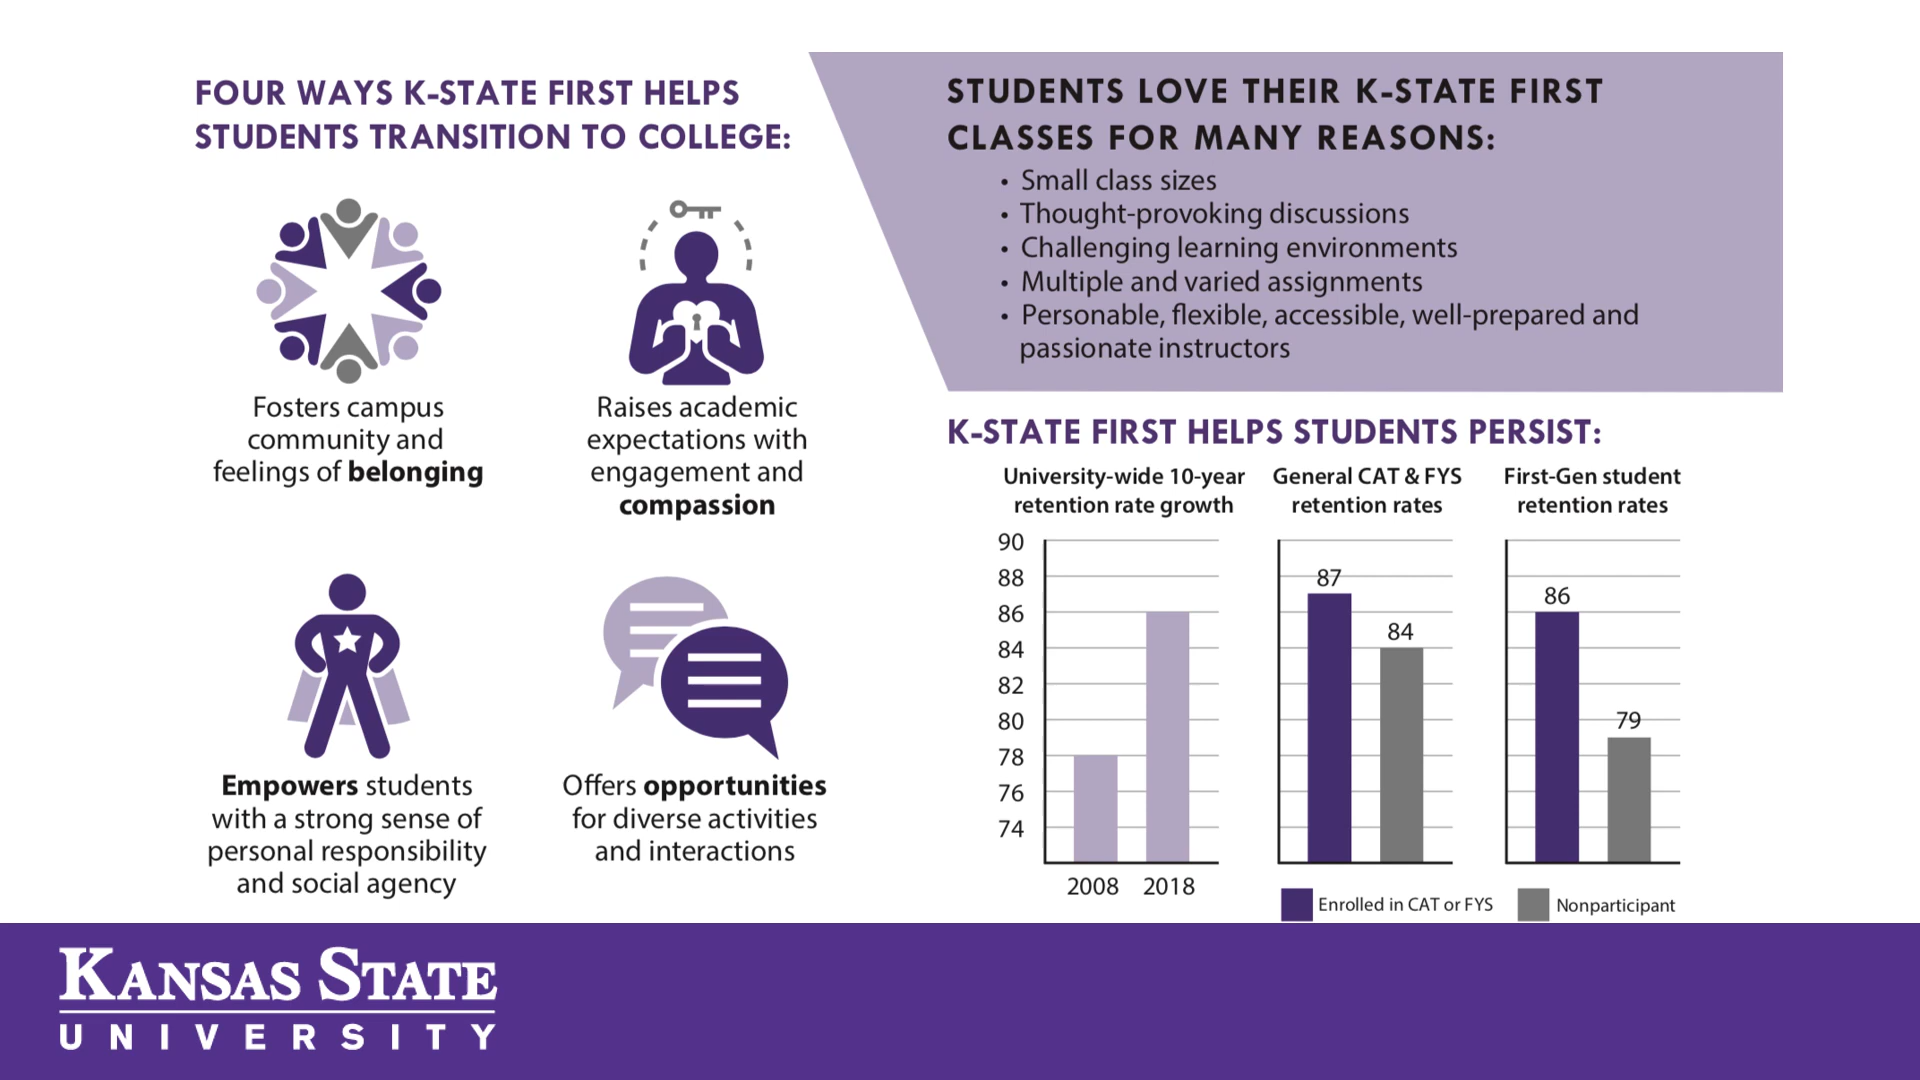 FOUR WAYS K-STATE FIRST HELPS
STUDENTS TRANSITION TO COLLEGE:
Fosters campus
community and
feelings of belonging
Raises academic
expectations with
engagement and
compassion
Empowers students
with a strong sense of
personal responsibility
and social agency
Offers opportunities
for diverse activities
and interactions
STUDENTS LOVE THEIR K-STATE FIRST
CLASSES FOR MANY REASONS:
• Small class sizes
• Thought-provoking discussions
• Challenging learning environments
• Multiple and varied assignments
• Personable, flexible, accessible, well-prepared and
passionate instructors
K-STATE FIRST HELPS STUDENTS PERSIST:
University-wide 10-year
retention rate growth
90
88
86
84
82
80
78
76
74
2008 2018
General CAT & FYS
retention rates
87
84
First-Gen student
retention rates
86
79
Enrolled in CAT or FYS
Nonparticipant
KANSAS STATE
UNIVERSITY